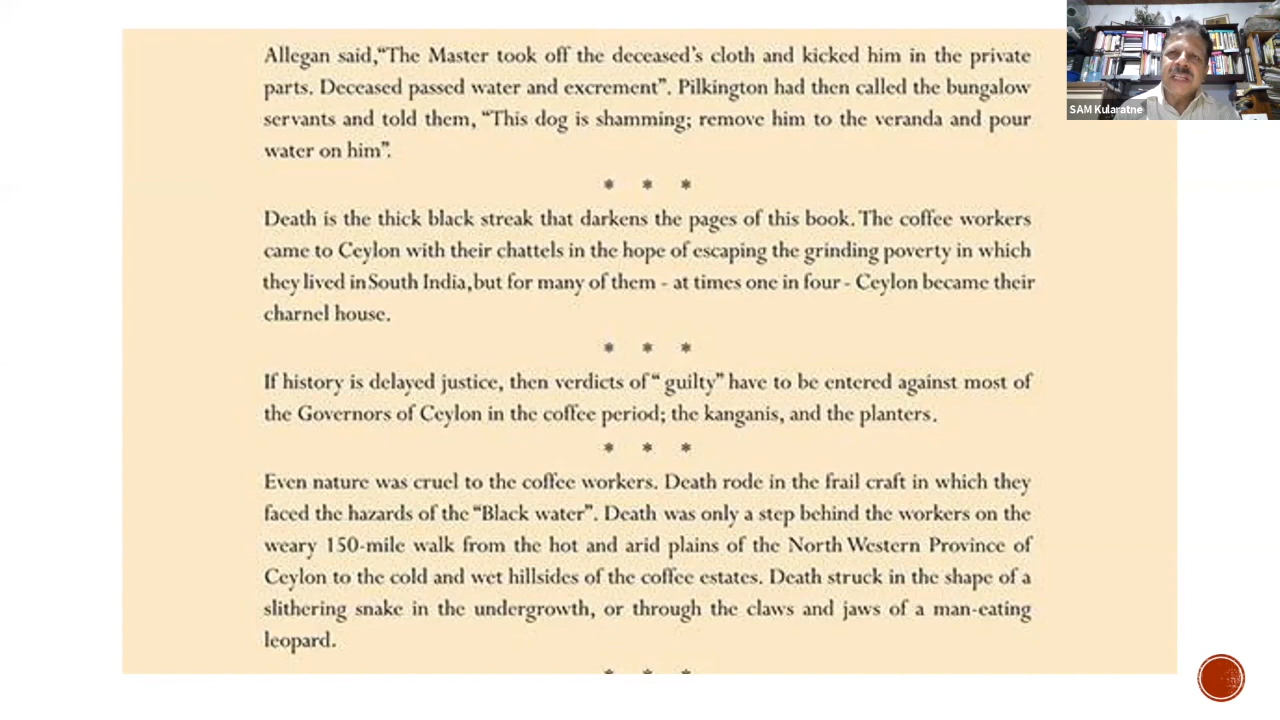 Allegan said,“The Master took off the deceased’s cloth and kicked him in the private
parts. Deceased passed water and excrement”. Pilkington had then called the bungalow
servants and told them, “This dog is shamming; remove him to the veranda and pour
water on him”.
* * *
Death is the thick black streak that darkens the pages of this book. The coffee workers
came to Ceylon with their chattels in the hope of escaping the grinding poverty in which
they lived in South India, but for many of them - at times one in four - Ceylon became their
charnel house.
* * *
If history is delayed justice, then verdicts of “ guilty” have to be entered against most of
the Governors of Ceylon in the coffee period; the kanganis, and the planters.
* * *
Even nature was cruel to the coffee workers. Death rode in the frail craft in which they
faced the hazards of the “Black water”. Death was only a step behind the workers on the
weary 150-mile walk from the hot and arid plains of the North Western Province of
Ceylon to the cold and wet hillsides of the coffee estates. Death struck in the shape of a
slithering snake in the undergrowth, or through the claws and jaws of a man-eating
leopard.
* * *
SAM Kularatne